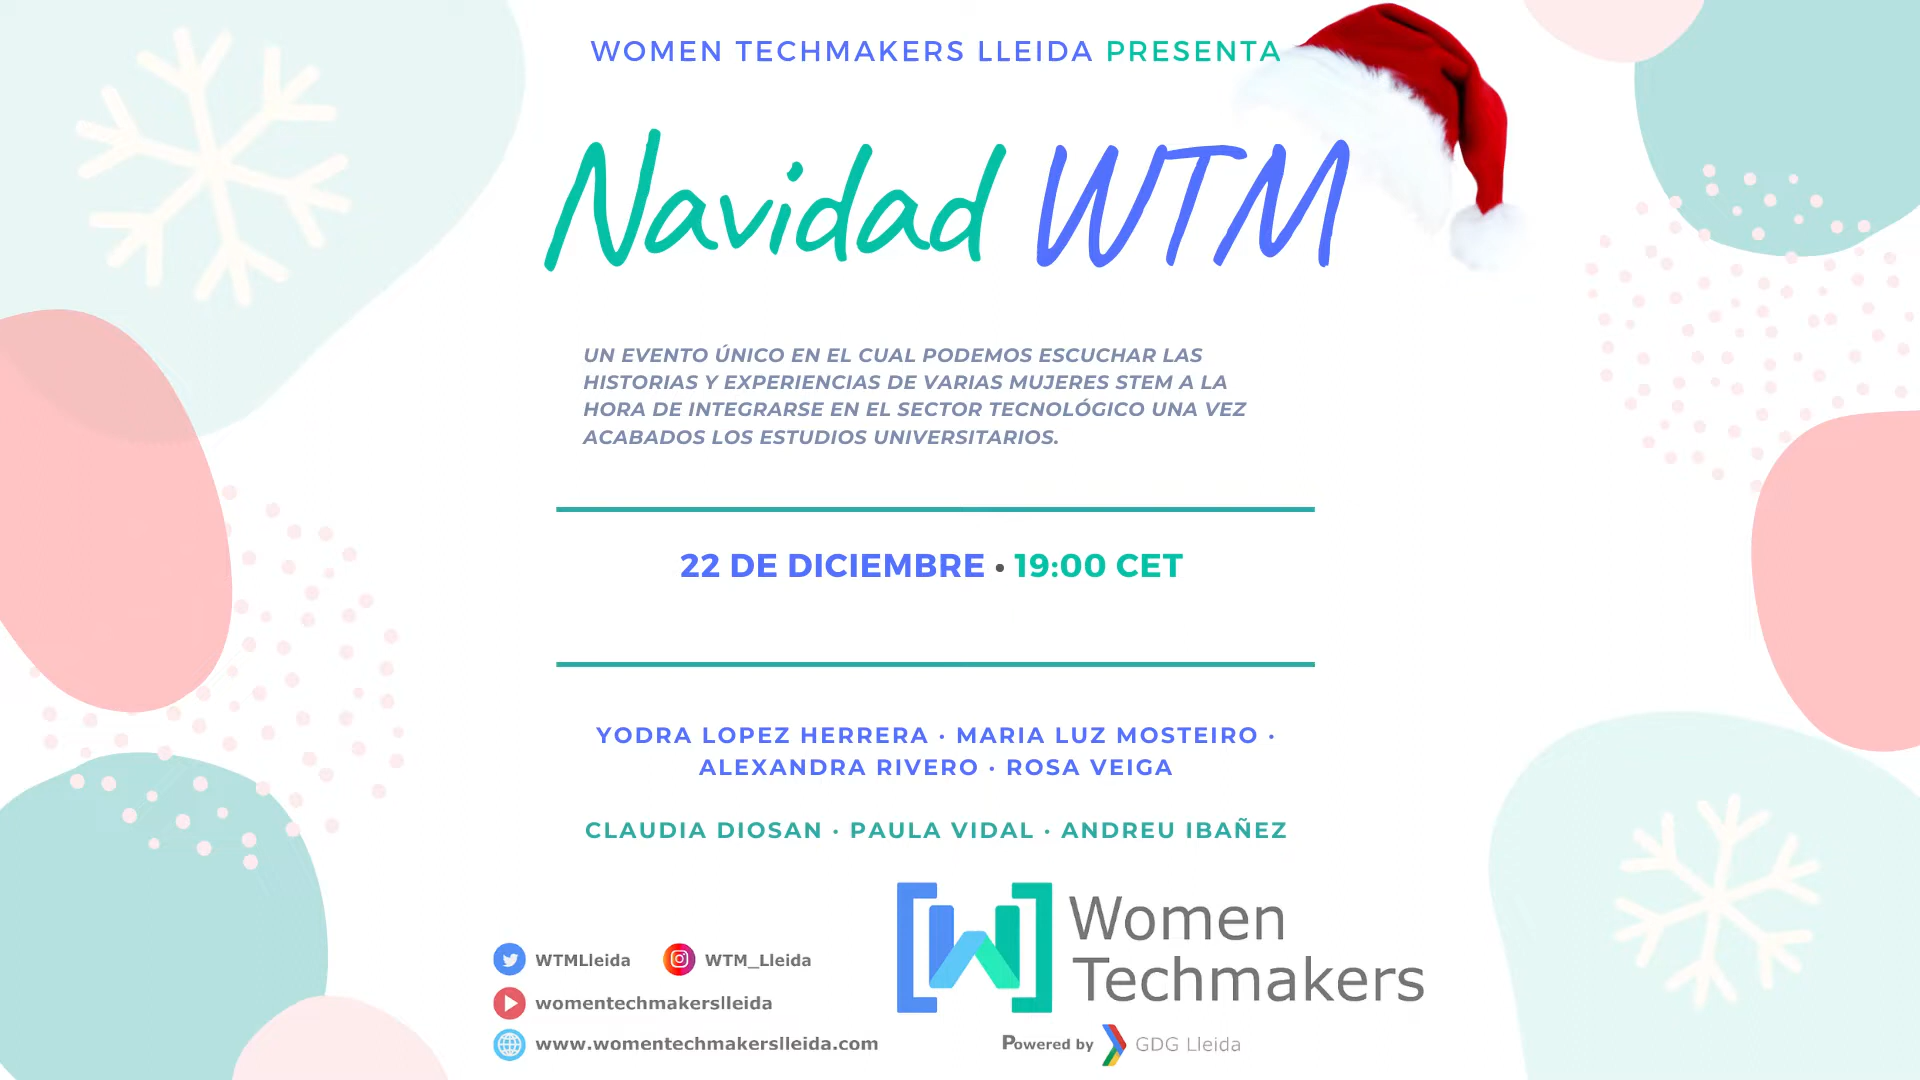 WOMEN TECHMAKERS LLEIDA PRESENTA
Navidad WTM
UN EVENTO ÚNICO EN EL CUAL PODEMOS ESCUCHAR LAS
HISTORIAS Y EXPERIENCIAS DE VARIAS MUJERES STEM A LA
HORA DE INTEGRARSE EN EL SECTOR TECNOLÓGICO UNA VEZ
ACABADOS LOS ESTUDIOS UNIVERSITARIOS.
22 DE DICIEMBRE • 19:00 CET
YODRA LOPEZ HERRERA · MARIA LUZ MOSTEIRO ·
ALEXANDRA RIVERO · ROSA VEIGA
CLAUDIA DIOSAN · PAULA VIDAL · ANDREU IBAÑEZ
WTMLleida WTM_Lleida
womentechmakerslleida
www.womentechmakerslleida.com
[W] Women
Techmakers
Powered by GDG Lleida